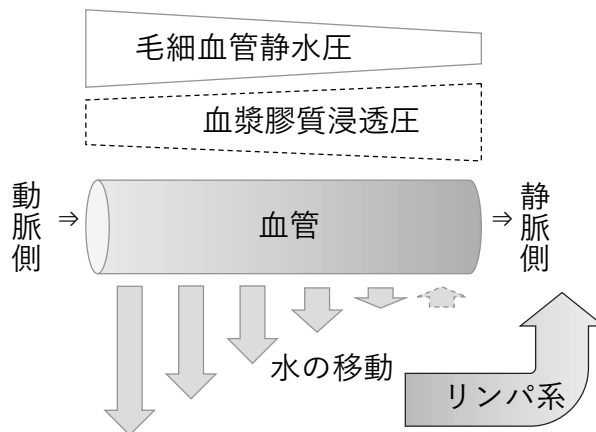 毛細血管静水圧
血漿膠質浸透圧
動脈側
⇒
血管
⇒
静脈側
水の移動
リンパ系